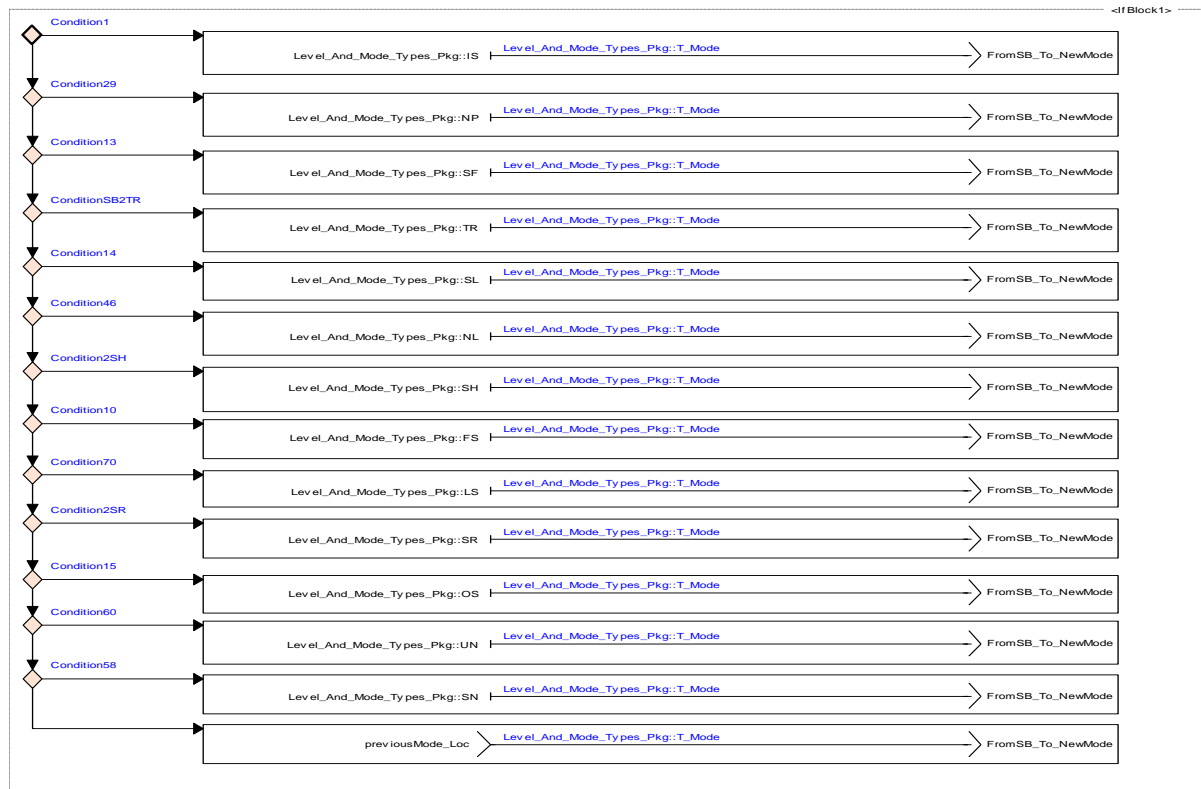 <IfBlock1>
Condition1
Level_And_Mode_Types_Pkg::IS Level_And_Mode_Types_Pkg::T_Mode FromSB_To_NewMode
Condition29
Level_And_Mode_Types_Pkg::NP Level_And_Mode_Types_Pkg::T_Mode FromSB_To_NewMode
Condition13
Level_And_Mode_Types_Pkg::SF Level_And_Mode_Types_Pkg::T_Mode FromSB_To_NewMode
ConditionSB2TR
Level_And_Mode_Types_Pkg::TR Level_And_Mode_Types_Pkg::T_Mode FromSB_To_NewMode
Condition14
Level_And_Mode_Types_Pkg::SL Level_And_Mode_Types_Pkg::T_Mode FromSB_To_NewMode
Condition46
Level_And_Mode_Types_Pkg::NL Level_And_Mode_Types_Pkg::T_Mode FromSB_To_NewMode
Condition2SH
Level_And_Mode_Types_Pkg::SH Level_And_Mode_Types_Pkg::T_Mode FromSB_To_NewMode
Condition10
Level_And_Mode_Types_Pkg::FS Level_And_Mode_Types_Pkg::T_Mode FromSB_To_NewMode
Condition70
Level_And_Mode_Types_Pkg::LS Level_And_Mode_Types_Pkg::T_Mode FromSB_To_NewMode
Condition2SR
Level_And_Mode_Types_Pkg::SR Level_And_Mode_Types_Pkg::T_Mode FromSB_To_NewMode
Condition15
Level_And_Mode_Types_Pkg::OS Level_And_Mode_Types_Pkg::T_Mode FromSB_To_NewMode
Condition60
Level_And_Mode_Types_Pkg::UN Level_And_Mode_Types_Pkg::T_Mode FromSB_To_NewMode
Condition58
Level_And_Mode_Types_Pkg::SN Level_And_Mode_Types_Pkg::T_Mode FromSB_To_NewMode
previousMode_Loc Level_And_Mode_Types_Pkg::T_Mode FromSB_To_NewMode